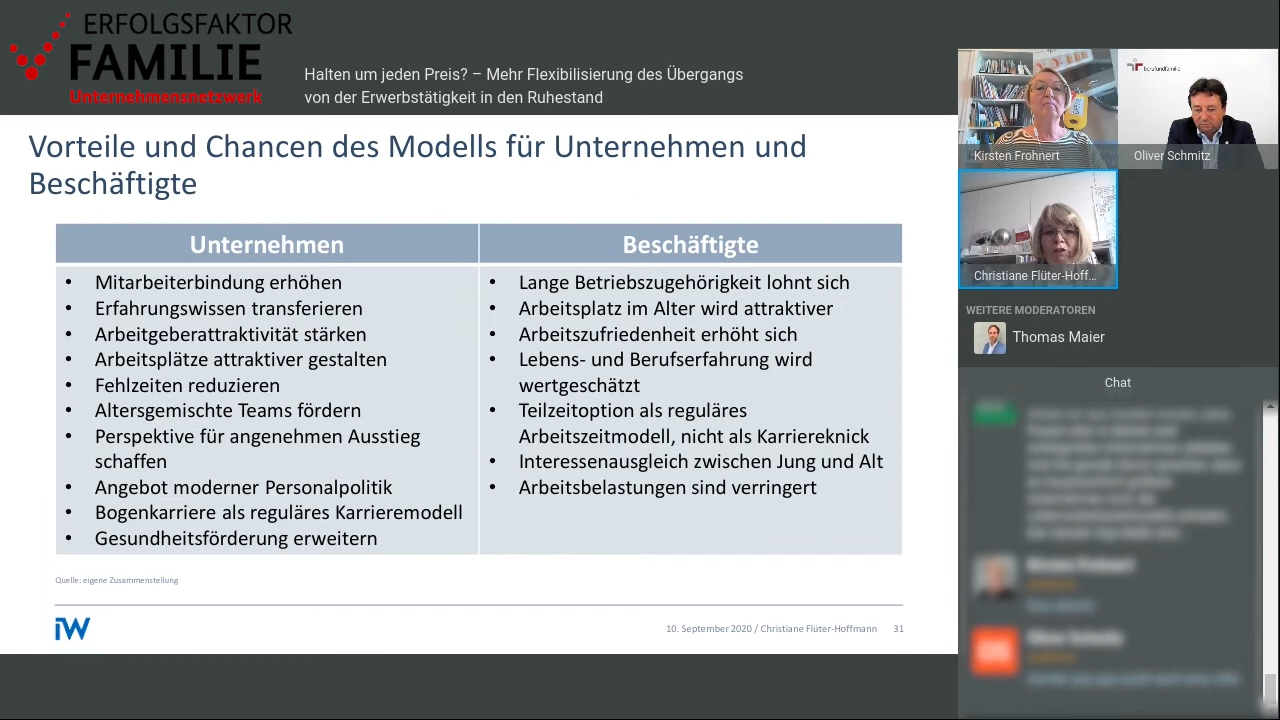 ERFOLGSFAKTOR
FAMILIE
Unternehmensnetzwerk
Halten um jeden Preis? – Mehr Flexibilisierung des Übergangs
von der Erwerbstätigkeit in den Ruhestand
Vorteile und Chancen des Modells für Unternehmen und
Beschäftigte
Unternehmen
• Mitarbeiterbindung erhöhen
• Erfahrungswissen transferieren
• Arbeitgeberattraktivität stärken
• Arbeitsplätze attraktiver gestalten
• Fehlzeiten reduzieren
• Altersgemischte Teams fördern
• Perspektive für angenehmen Ausstieg
schaffen
• Angebot moderner Personalpolitik
• Bogenkarriere als reguläres Karrieremodell
• Gesundheitsförderung erweitern
Beschäftigte
• Lange Betriebszugehörigkeit lohnt sich
• Arbeitsplatz im Alter wird attraktiver
• Arbeitszufriedenheit erhöht sich
• Lebens- und Berufserfahrung wird
wertgeschätzt
• Teilzeitoption als reguläres
Arbeitszeitmodell, nicht als Karriereknick
• Interessenausgleich zwischen Jung und Alt
• Arbeitsbelastungen sind verringert
Quelle: eigene Zusammenstellung
iW
10. September 2020 / Christiane Flüter-Hoffmann 31
berufundfamilie
Kirsten Frohnert
Oliver Schmitz
Christiane Flüter-Hoff...
WEITERE MODERATOREN
Thomas Maier
Chat